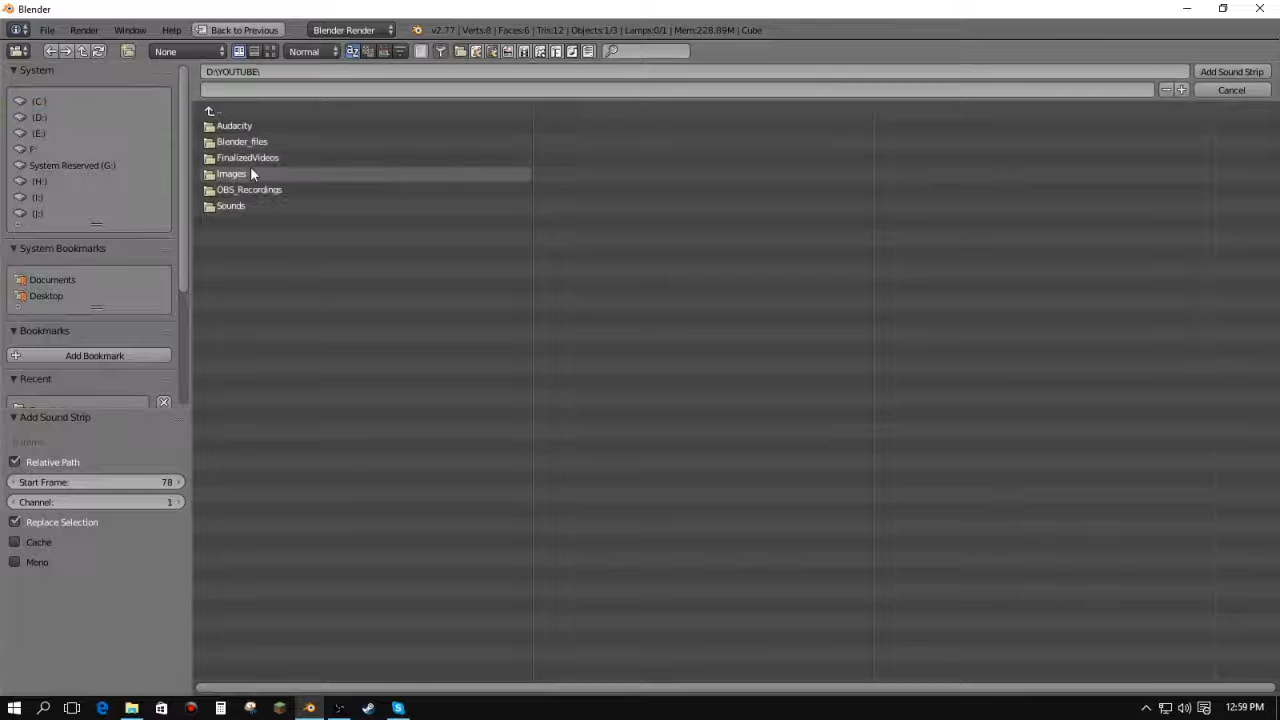 Blender
File Render Window Help Back to Previous Blender Render v2.77 | Verts:8 | Faces:6 | Tris:12 | Objects:1/3 | Lamps:0/1 | Mem:228.89M | Cube
None Normal
System
D:\YOUTUBE\ Add Sound Strip
Cancel
(C:)
(D:)
(E:)
F:
System Reserved (G:)
(H:)
(I:)
(J:)
..
Audacity
Blender_files
FinalizedVideos
Images
OBS_Recordings
Sounds
System Bookmarks
Documents
Desktop
Bookmarks
Add Bookmark
Recent
Add Sound Strip
Relative Path
Start Frame: 78
Channel: 1
Replace Selection
Cache
Mono
12:59 PM